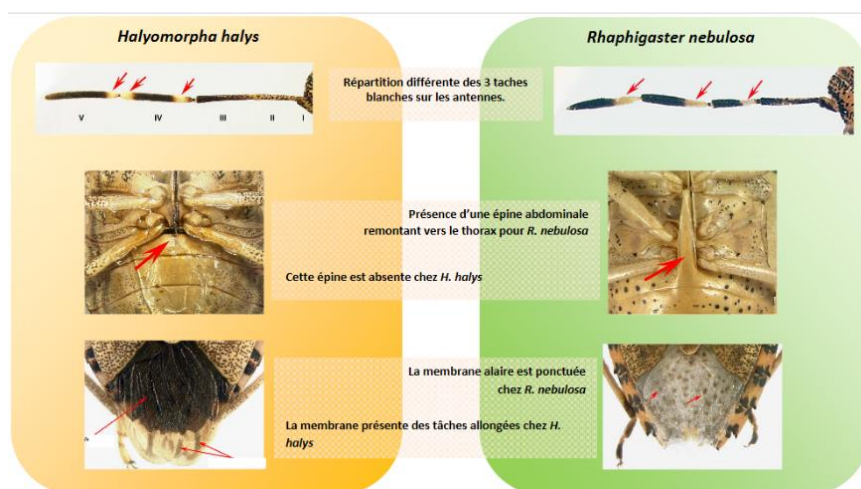 Halyomorpha halys
Rhaphigaster nebulosa
Répartition différente des 3 taches
blanches sur les antennes.
V IV III II I
Présence d'une épine abdominale
remontant vers le thorax pour R. nebulosa
Cette épine est absente chez H. halys
La membrane alaire est ponctuée
chez R. nebulosa
La membrane présente des tâches allongées chez H.
halys